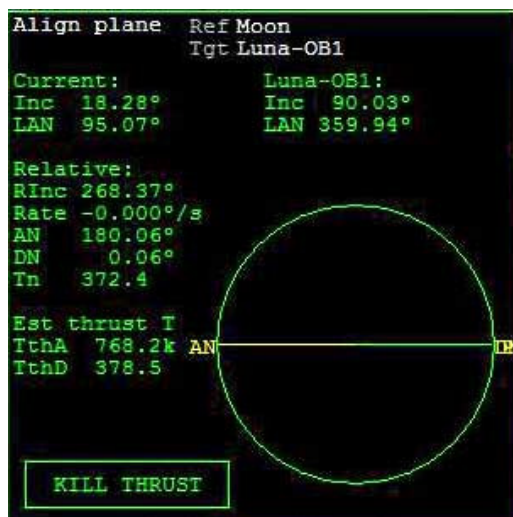 Align plane Ref Moon
Tgt Luna-OB1
Current: Luna-OB1:
Inc 18.28° Inc 90.03°
LAN 95.07° LAN 359.94°
Relative:
RInc 268.37°
Rate -0.000°/s
AN 180.06°
DN 0.06°
Tn 372.4
Est thrust T
TthA 768.2k AN
TthD 378.5
KILL THRUST